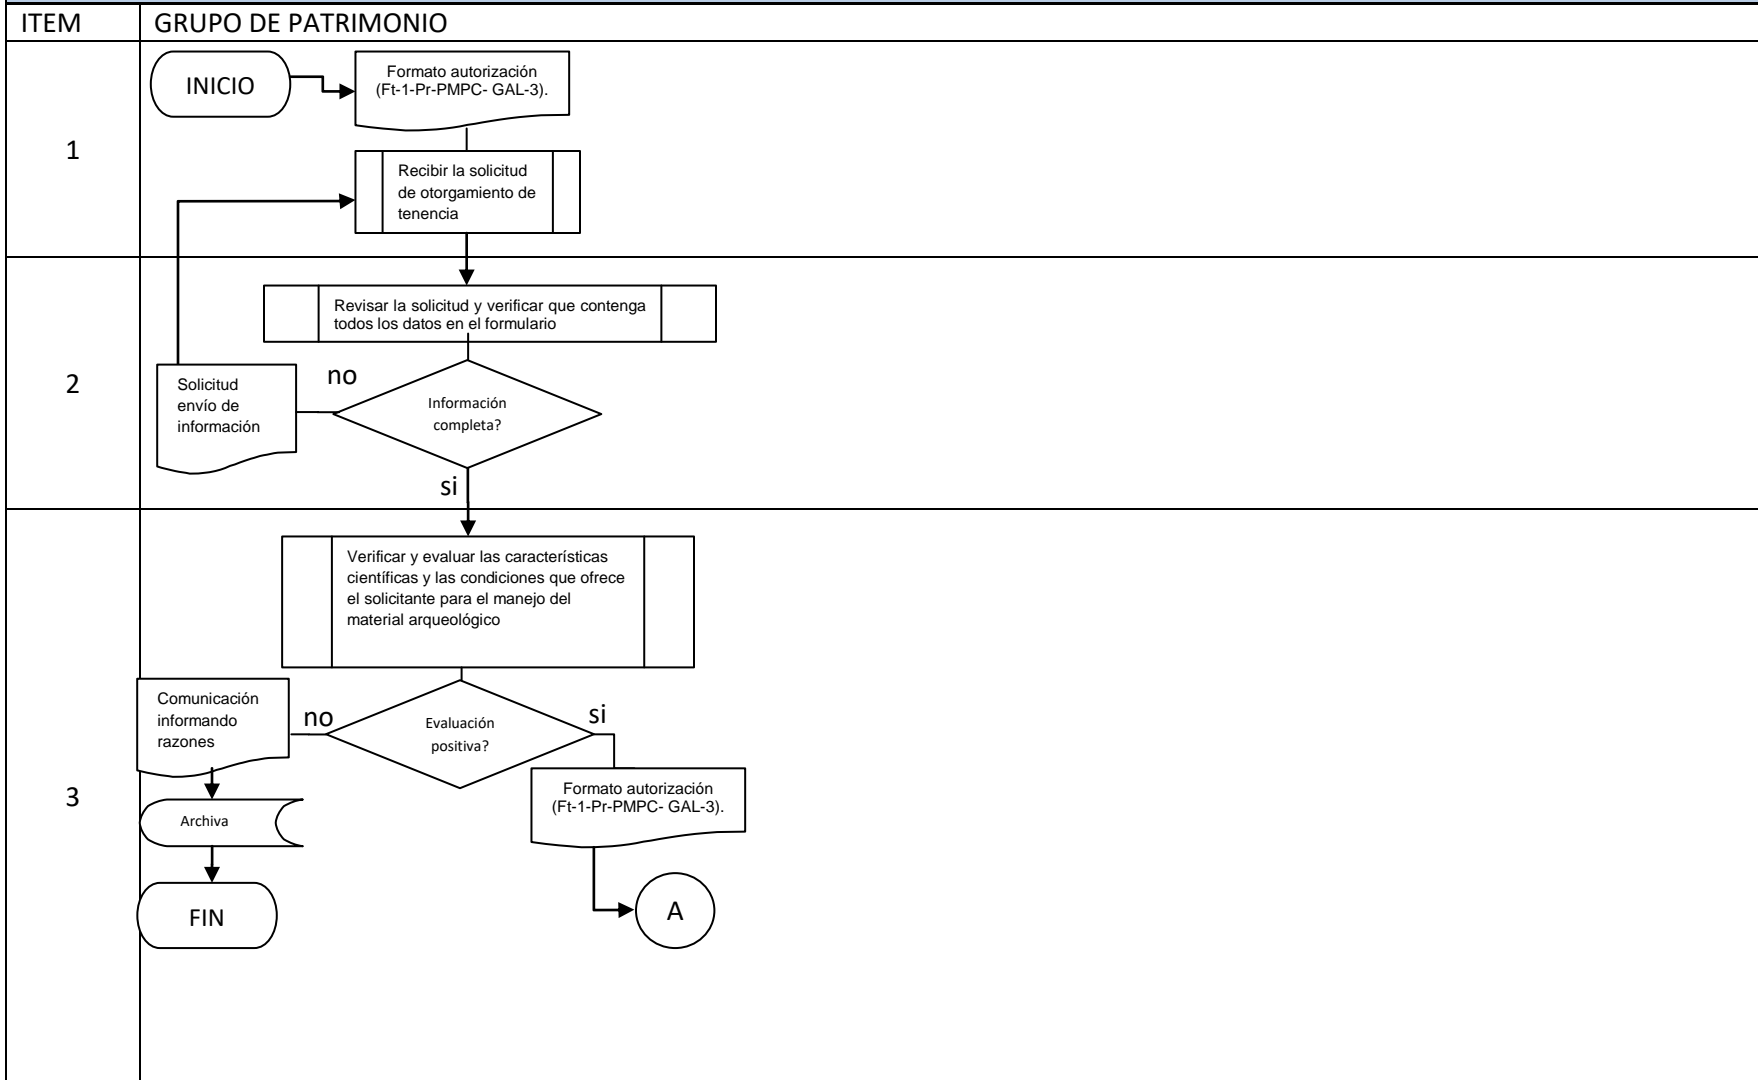 ITEM
GRUPO DE PATRIMONIO
1
INICIO
Formato autorización
(Ft-1-Pr-PMPC- GAL-3).
Recibir la solicitud
de otorgamiento de
tenencia
2
Revisar la solicitud y verificar que contenga
todos los datos en el formulario
Información
completa?
no
Solicitud
envío de
información
si
3
Verificar y evaluar las características
científicas y las condiciones que ofrece
el solicitante para el manejo del
material arqueológico
Evaluación
positiva?
no
Comunicación
informando
razones
Archiva
FIN
si
Formato autorización
(Ft-1-Pr-PMPC- GAL-3).
A